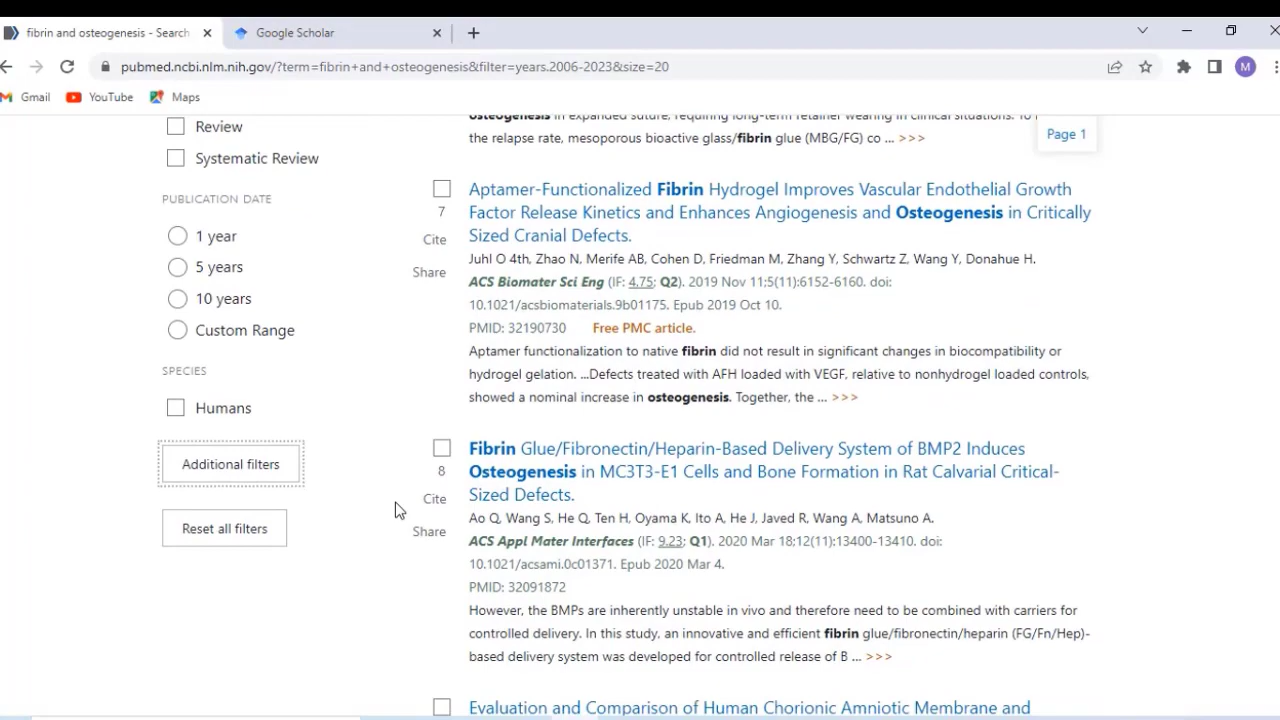 fibrin and osteogenesis - Search
Google Scholar
pubmed.ncbi.nlm.nih.gov/?term=fibrin+and+osteogenesis&filter=years.2006-2023&size=20
M
Gmail
YouTube
Maps
Review
Systematic Review
PUBLICATION DATE
1 year
5 years
10 years
Custom Range
SPECIES
Humans
Additional filters
Reset all filters
osteogenesis in expanded suture, requiring long-term retainer wearing in clinical situations. To
the relapse rate, mesoporous bioactive glass/fibrin glue (MBG/FG) co ... >>>
Page 1
7
Cite
Share
Aptamer-Functionalized Fibrin Hydrogel Improves Vascular Endothelial Growth
Factor Release Kinetics and Enhances Angiogenesis and Osteogenesis in Critically
Sized Cranial Defects.
Juhl O 4th, Zhao N, Merife AB, Cohen D, Friedman M, Zhang Y, Schwartz Z, Wang Y, Donahue H.
ACS Biomater Sci Eng (IF: 4.75; Q2). 2019 Nov 11;5(11):6152-6160. doi:
10.1021/acsbiomaterials.9b01175. Epub 2019 Oct 10.
PMID: 32190730 Free PMC article.
Aptamer functionalization to native fibrin did not result in significant changes in biocompatibility or
hydrogel gelation. ...Defects treated with AFH loaded with VEGF, relative to nonhydrogel loaded controls,
showed a nominal increase in osteogenesis. Together, the ... >>>
8
Cite
Share
Fibrin Glue/Fibronectin/Heparin-Based Delivery System of BMP2 Induces
Osteogenesis in MC3T3-E1 Cells and Bone Formation in Rat Calvarial Critical-
Sized Defects.
Ao Q, Wang S, He Q, Ten H, Oyama K, Ito A, He J, Javed R, Wang A, Matsuno A.
ACS Appl Mater Interfaces (IF: 9.23; Q1). 2020 Mar 18;12(11):13400-13410. doi:
10.1021/acsami.0c01371. Epub 2020 Mar 4.
PMID: 32091872
However, the BMPs are inherently unstable in vivo and therefore need to be combined with carriers for
controlled delivery. In this study, an innovative and efficient fibrin glue/fibronectin/heparin (FG/Fn/Hep)-
based delivery system was developed for controlled release of B ... >>>
Evaluation and Comparison of Human Chorionic Amniotic Membrane and